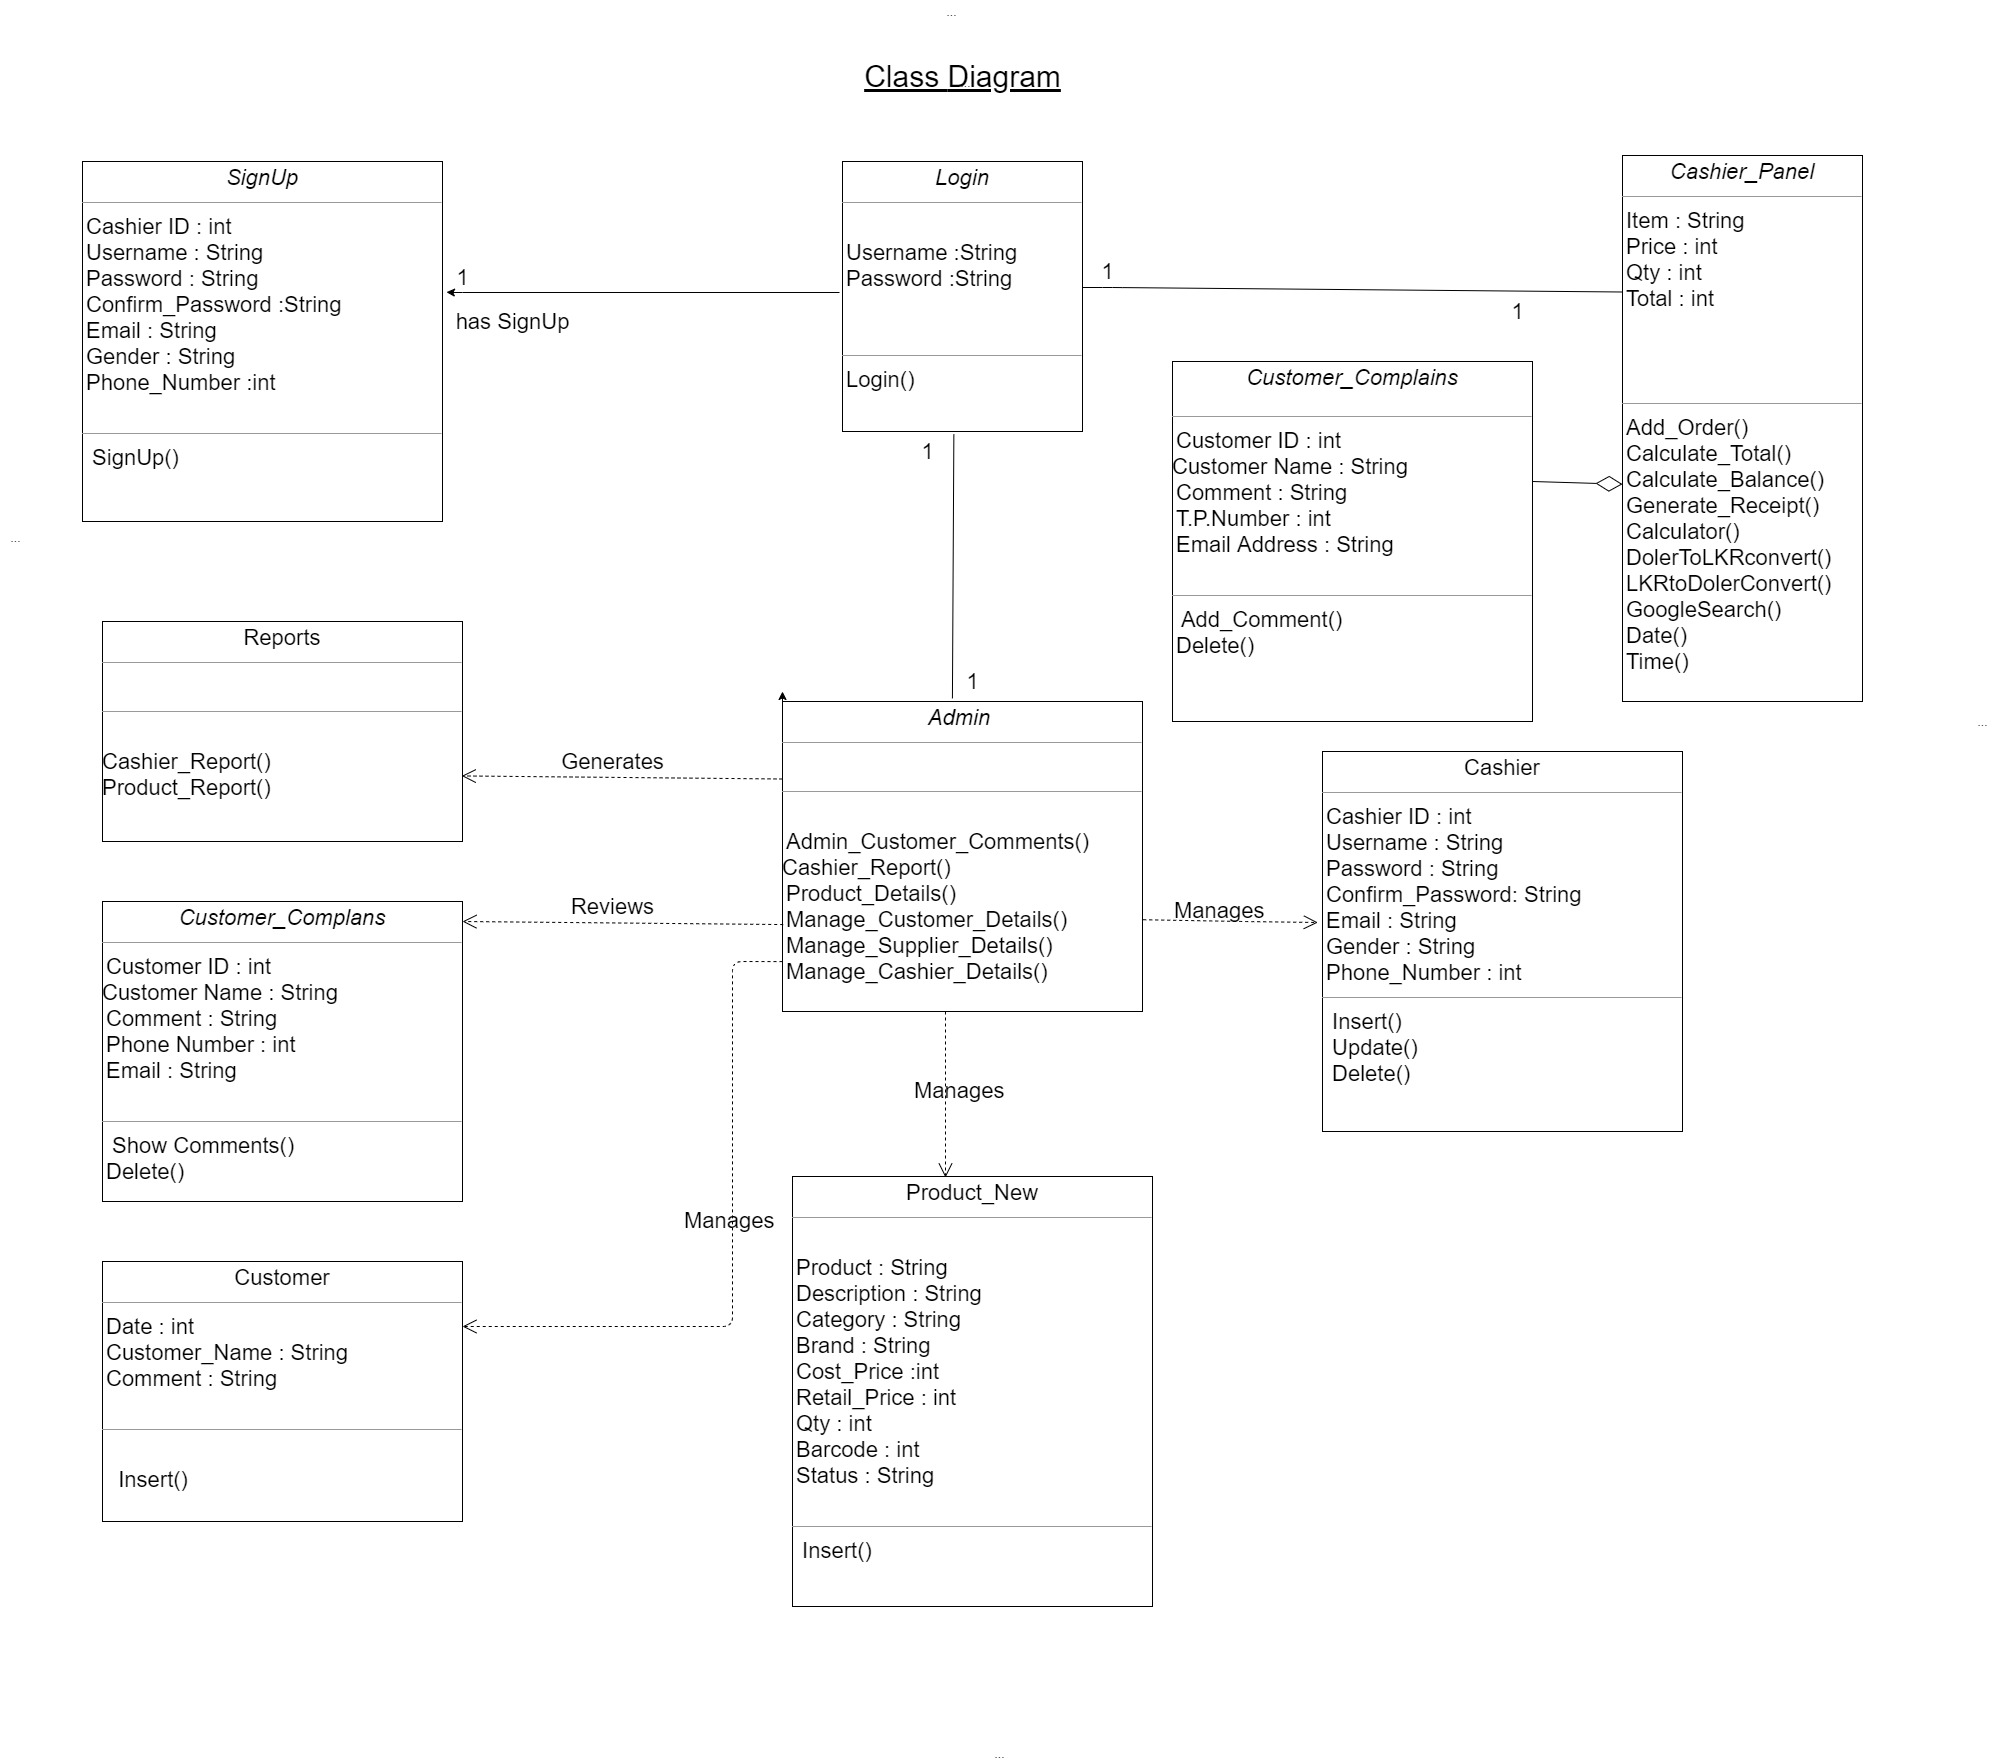 ...
Class Diagram
SignUp
Cashier ID : int
Username : String
Password : String
Confirm_Password :String
Email : String
Gender : String
Phone_Number :int
SignUp()
1
has SignUp
Login
Username :String
Password :String
Login()
1
1
Cashier_Panel
Item : String
Price : int
Qty : int
Total : int
Add_Order()
Calculate_Total()
Calculate_Balance()
Generate_Receipt()
Calculator()
DolerToLKRconvert()
LKRtoDolerConvert()
GoogleSearch()
Date()
Time()
Customer_Complains
Customer ID : int
Customer Name : String
Comment : String
T.P.Number : int
Email Address : String
Add_Comment()
Delete()
1
1
...
...
Reports
Cashier_Report()
Product_Report()
Generates
Admin
Admin_Customer_Comments()
Cashier_Report()
Product_Details()
Manage_Customer_Details()
Manage_Supplier_Details()
Manage_Cashier_Details()
Manages
Cashier
Cashier ID : int
Username : String
Password : String
Confirm_Password: String
Email : String
Gender : String
Phone_Number : int
Insert()
Update()
Delete()
Reviews
Customer_Complans
Customer ID : int
Customer Name : String
Comment : String
Phone Number : int
Email : String
Show Comments()
Delete()
Manages
Manages
Customer
Date : int
Customer_Name : String
Comment : String
Insert()
Product_New
Product : String
Description : String
Category : String
Brand : String
Cost_Price :int
Retail_Price : int
Qty : int
Barcode : int
Status : String
Insert()
...